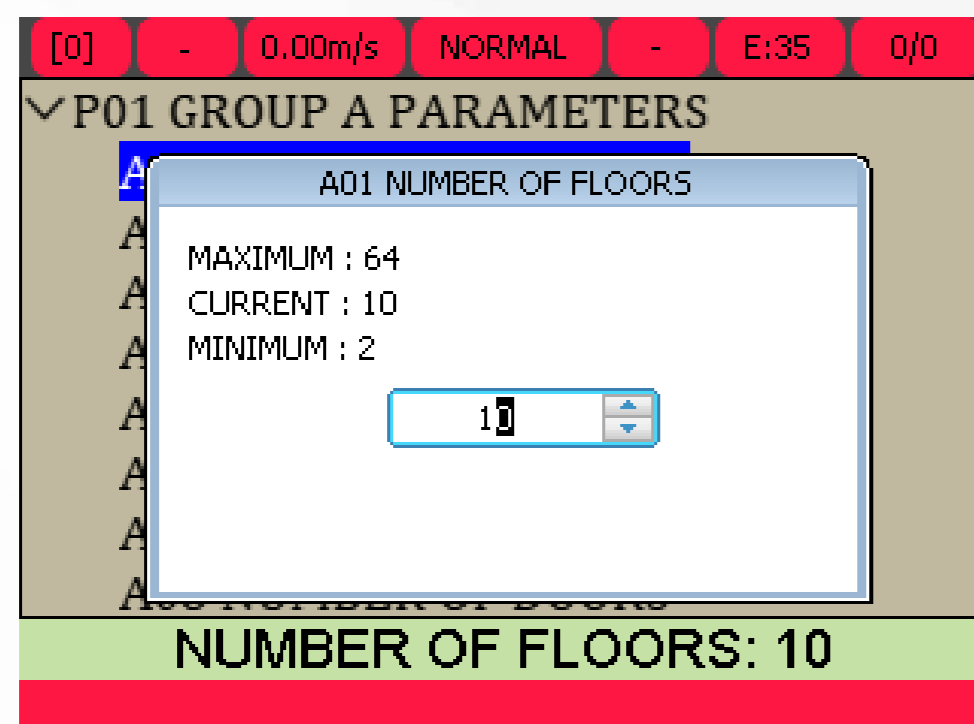 [0] - 0.00m/s NORMAL - E:35 0/0
P01 GROUP A PARAMETERS
A01 NUMBER OF FLOORS
MAXIMUM : 64
CURRENT : 10
MINIMUM : 2
10
NUMBER OF FLOORS: 10